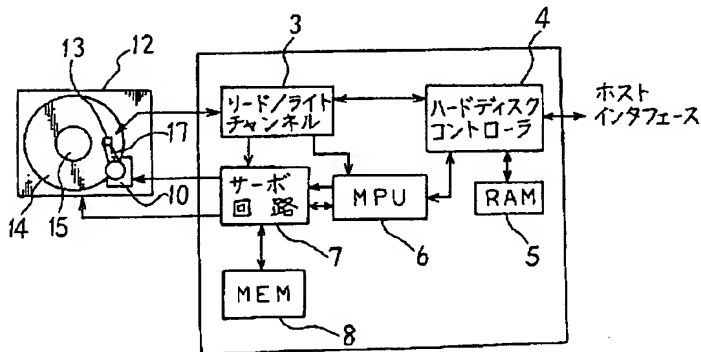 13
12
3
4
リード/ライト
チャンネル
ハードディスク
コントローラ
ホスト
インタフェース
17
サーボ
回路
MPU
RAM
14
15
10
7
6
5
MEM
8